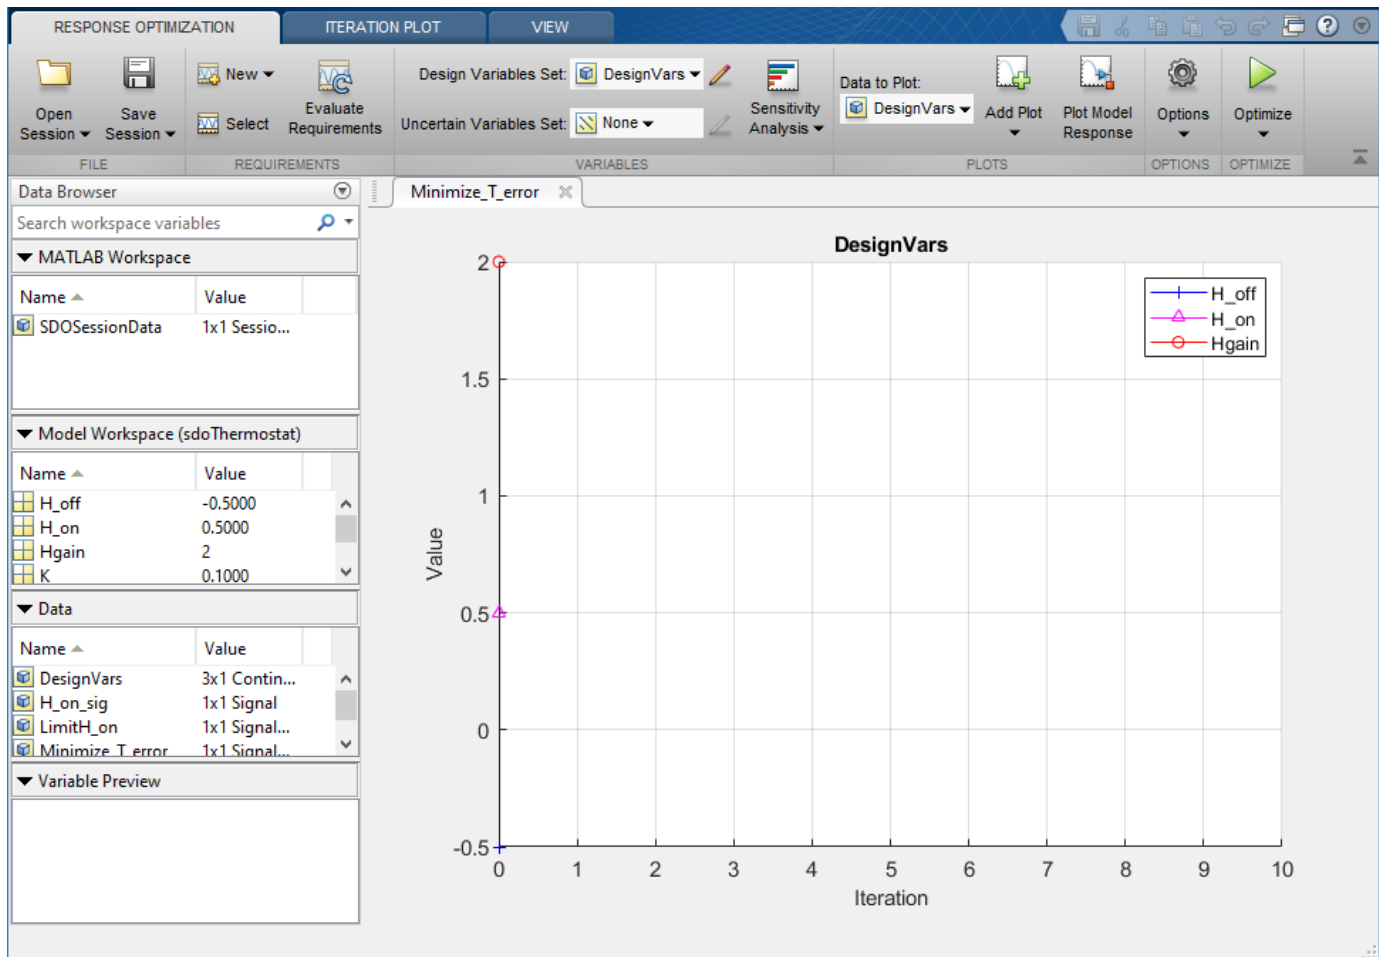 RESPONSE OPTIMIZATION
ITERATION PLOT
VIEW
Open Session
Save Session
FILE
New
Select
Evaluate Requirements
REQUIREMENTS
Design Variables Set: DesignVars
Uncertain Variables Set: None
Sensitivity Analysis
VARIABLES
Data to Plot:
DesignVars
Add Plot
Plot Model Response
PLOTS
Options
OPTIONS
Optimize
OPTIMIZE
Data Browser
Search workspace variables
MATLAB Workspace
Name Value
SDOSessionData 1x1 Sessio...
Model Workspace (sdoThermostat)
Name Value
H_off -0.5000
H_on 0.5000
Hgain 2
K 0.1000
Data
Name Value
DesignVars 3x1 Contin...
H_on_sig 1x1 Signal
LimitH_on 1x1 Signal...
Minimize_T_error 1x1 Signal...
Variable Preview
Minimize_T_error
DesignVars
2
1.5
1
0.5
0
-0.5
Value
0 1 2 3 4 5 6 7 8 9 10
Iteration
H_off
H_on
Hgain